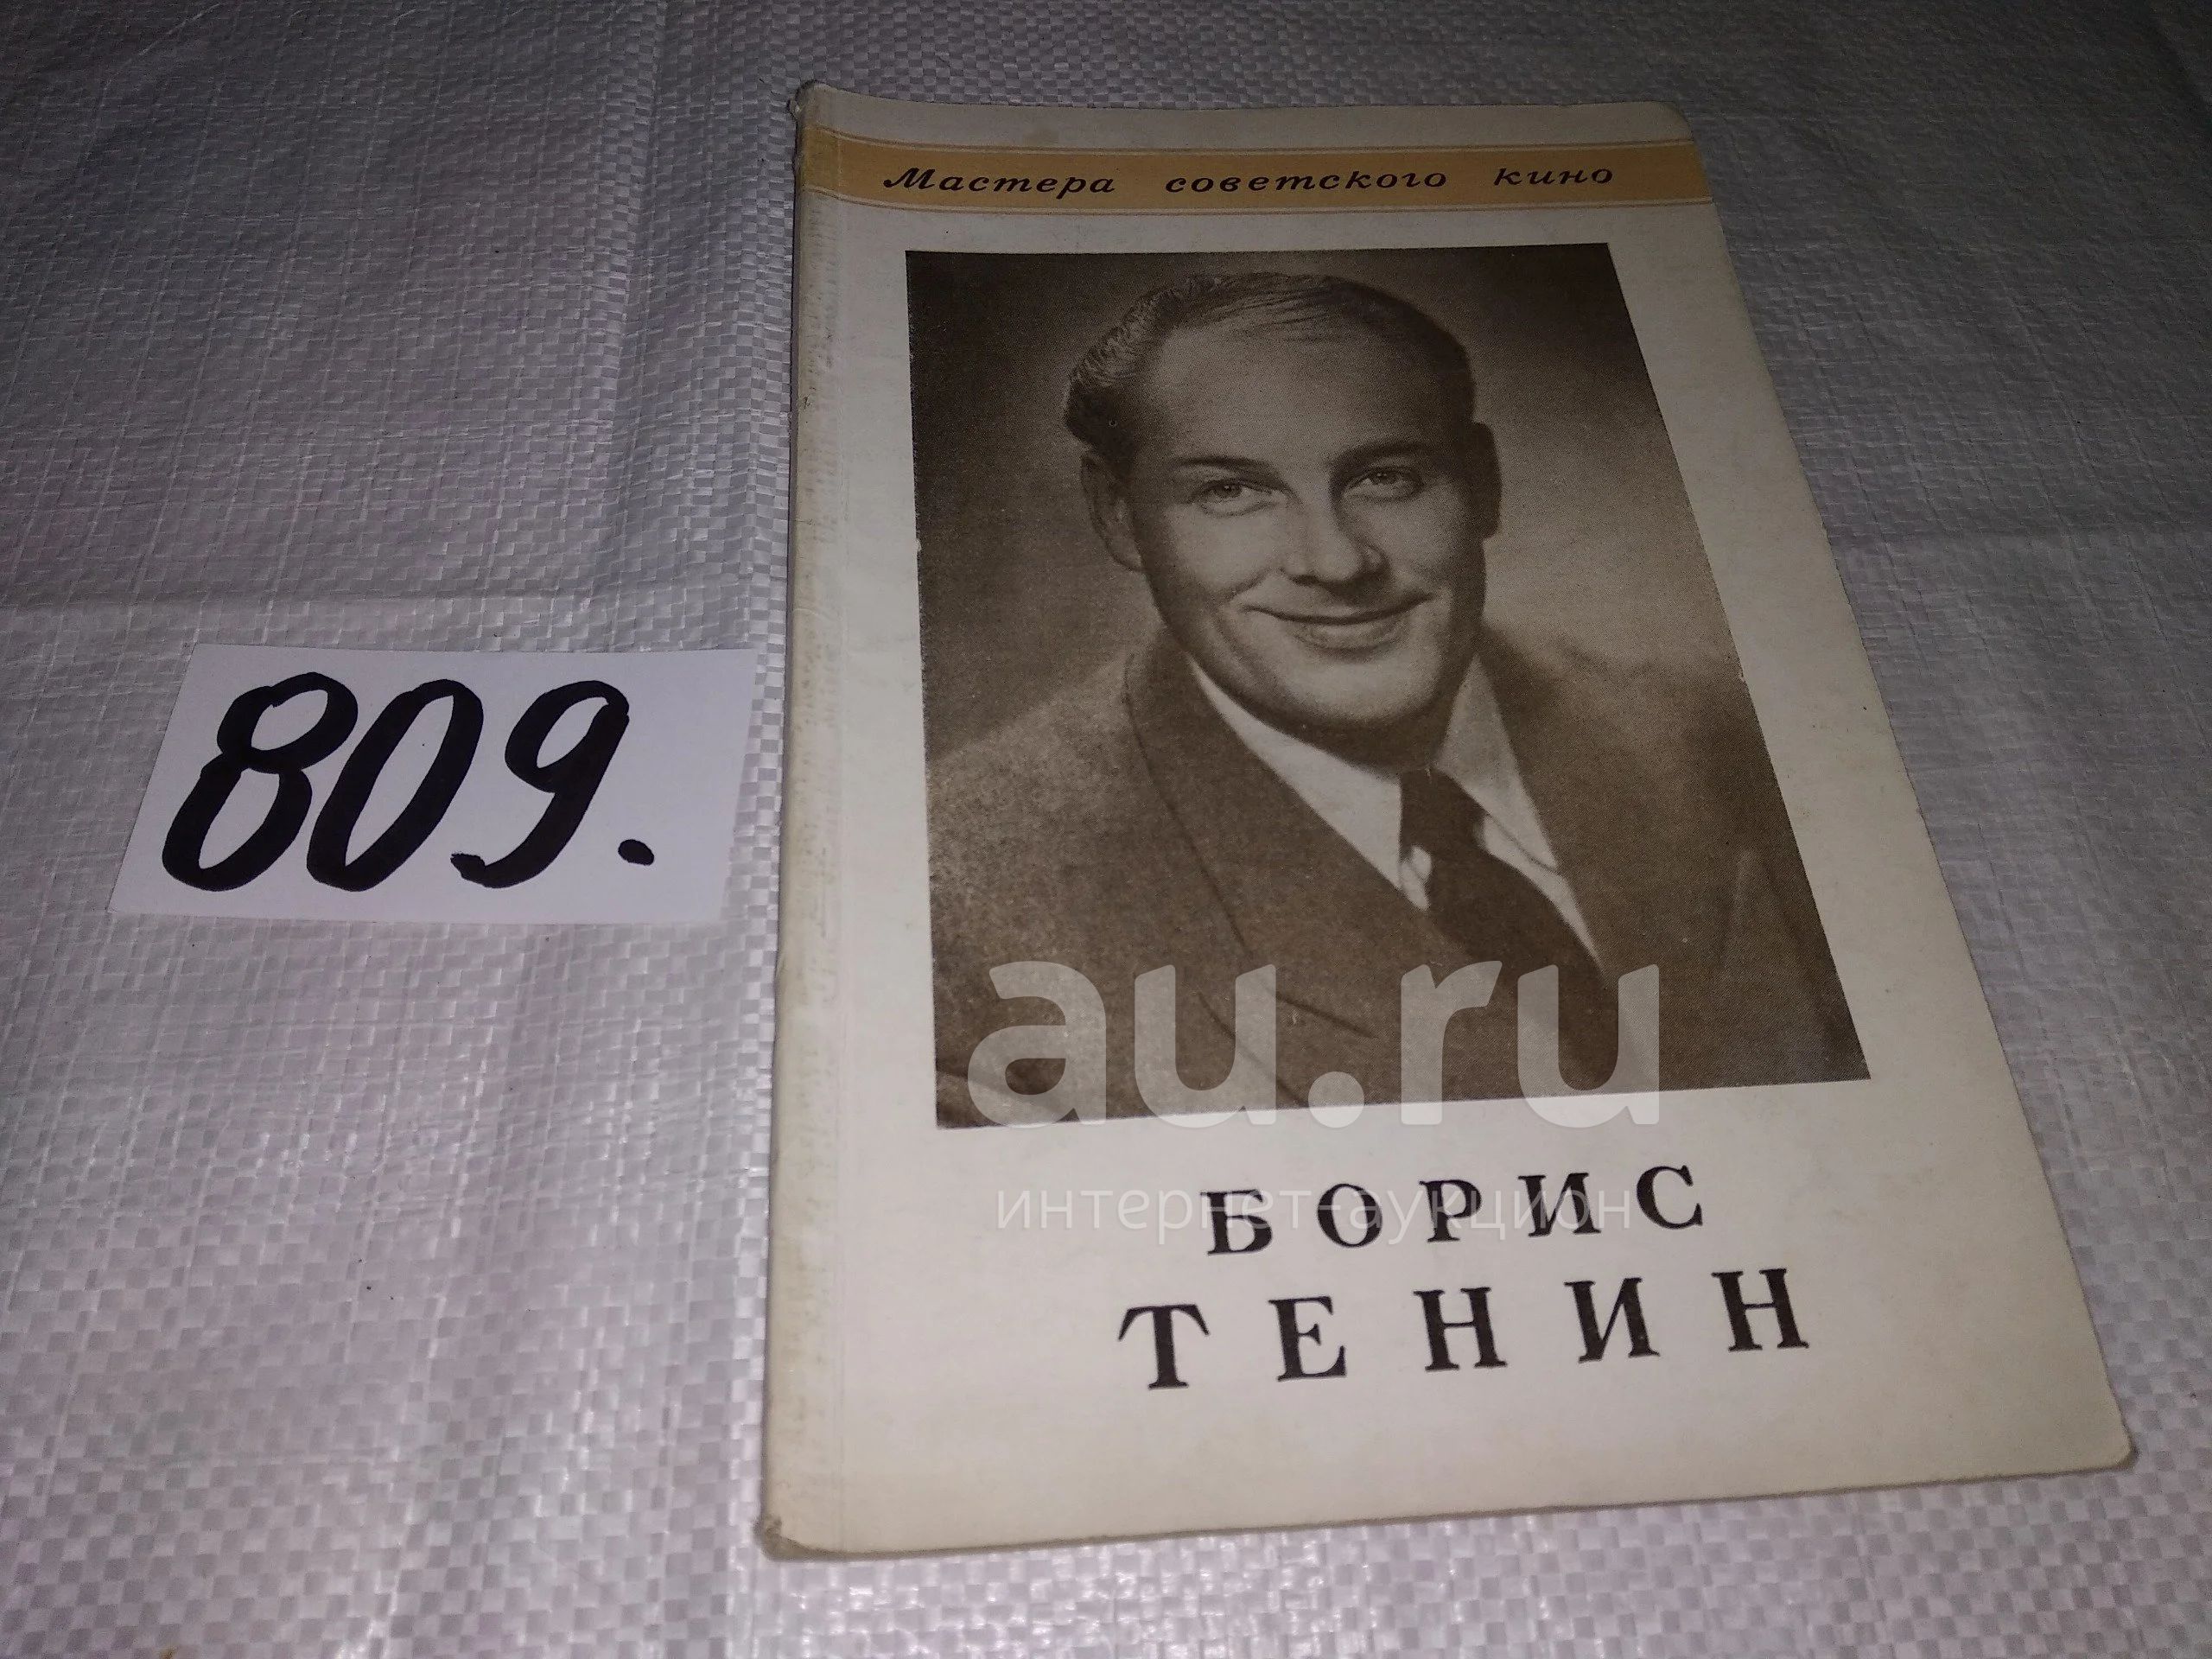 Мастера советского кино
809.
au.ru
интернет-аукцион
БОРИС
ТЕНИН